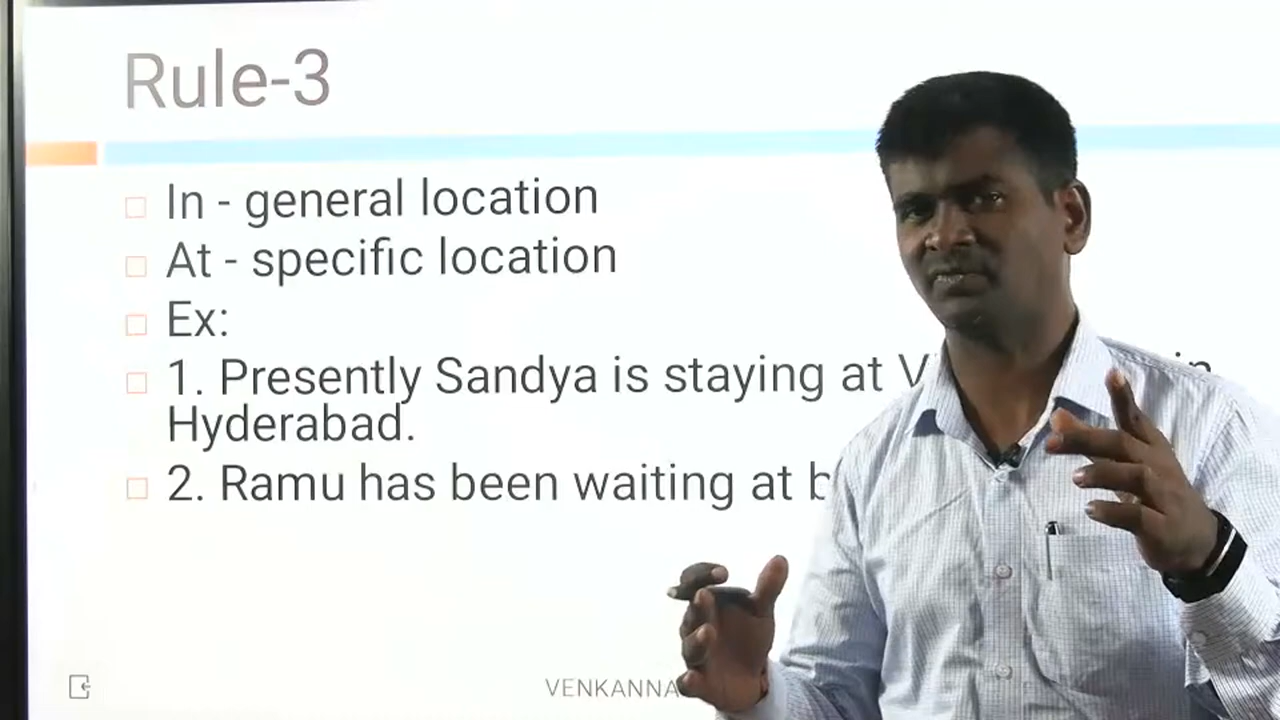 Rule-3
In - general location
At - specific location
Ex:
1. Presently Sandya is staying at in
Hyderabad.
2. Ramu has been waiting at
VENKANNA